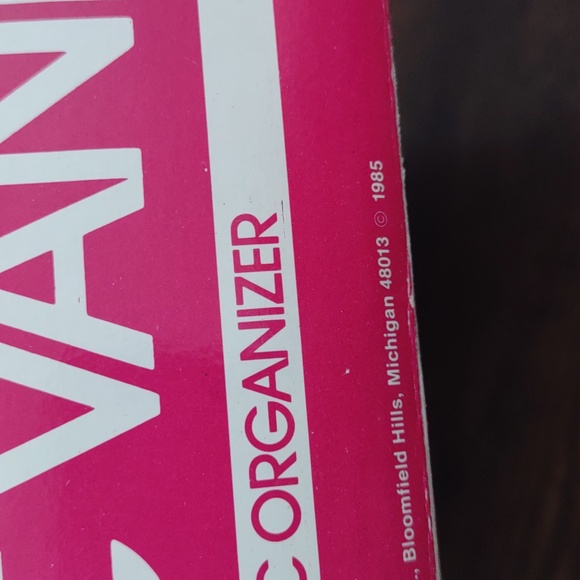 VAN
C ORGANIZER
., Bloomfield Hills, Michigan 48013 © 1985